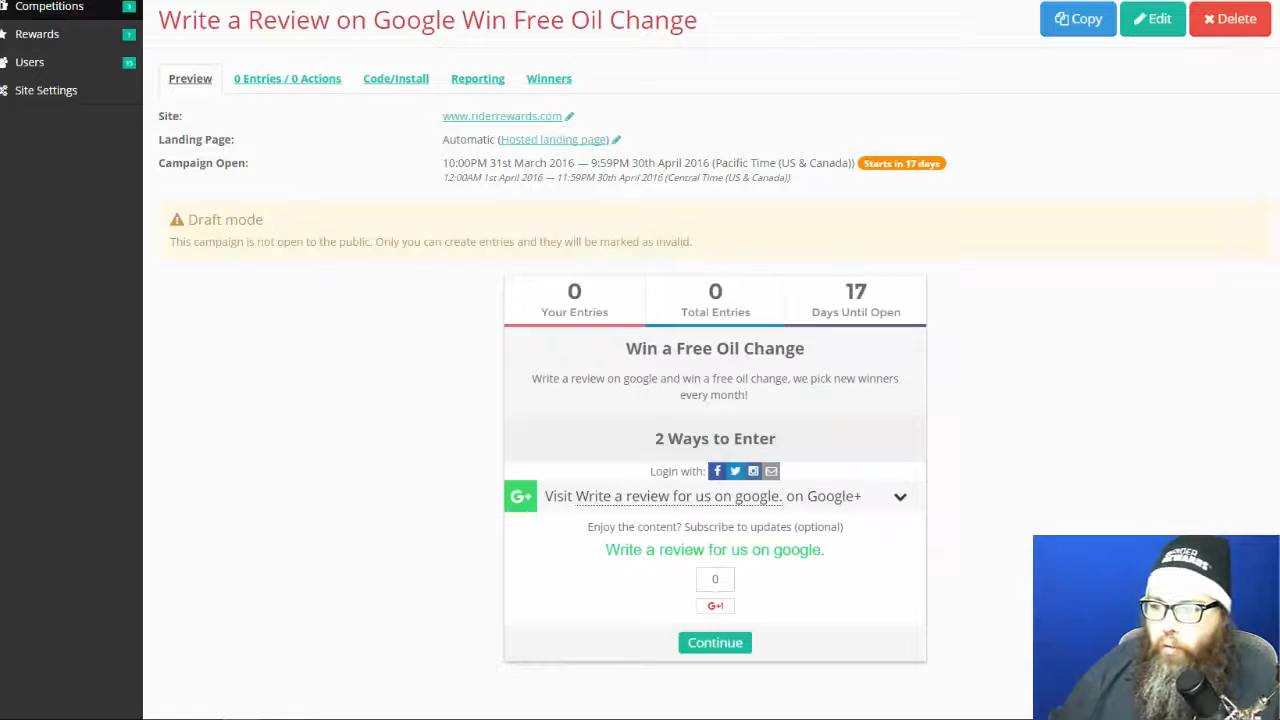 Competitions 3
Write a Review on Google Win Free Oil Change
Copy Edit Delete
Rewards
Users 15
Site Settings
Preview 0 Entries / 0 Actions Code/Install Reporting Winners
Site: www.riderrewards.com
Landing Page: Automatic (Hosted landing page)
Campaign Open: 10:00PM 31st March 2016 — 9:59PM 30th April 2016 (Pacific Time (US & Canada)) Starts in 17 days
12:00AM 1st April 2016 — 11:59PM 30th April 2016 (Central Time (US & Canada))
Draft mode
This campaign is not open to the public. Only you can create entries and they will be marked as invalid.
0 0 17
Your Entries Total Entries Days Until Open
Win a Free Oil Change
Write a review on google and win a free oil change, we pick new winners
every month!
2 Ways to Enter
Login with:
G+ Visit Write a review for us on google. on Google+
Enjoy the content? Subscribe to updates (optional)
Write a review for us on google.
0
G+1
Continue
REWARDS